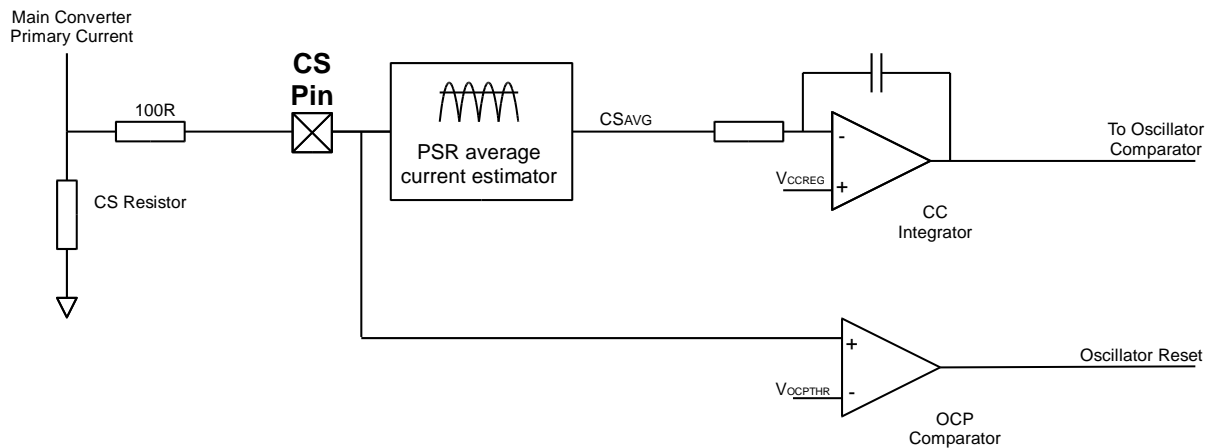 Main Converter
Primary Current
100R
CS
Pin
CS Resistor
PSR average
current estimator
CSAVG
VCCREG
-
+
CC
Integrator
To Oscillator
Comparator
+
VOCPTHR
-
OCP
Comparator
Oscillator Reset